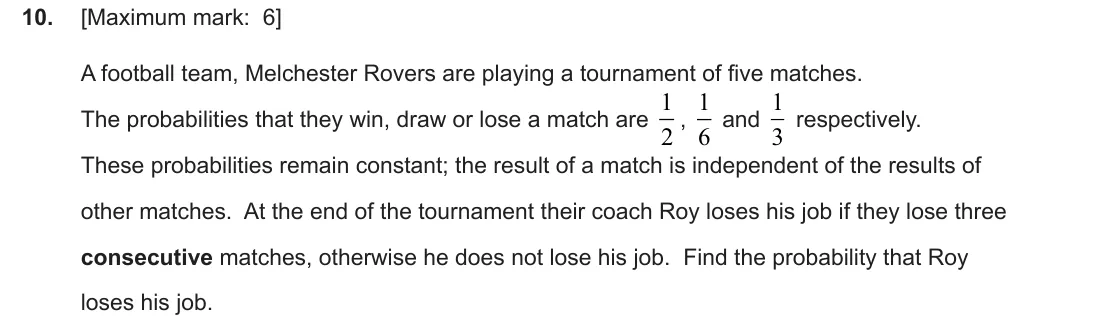 10. [Maximum mark: 6]
A football team, Melchester Rovers are playing a tournament of five matches.
The probabilities that they win, draw or lose a match are 1/2, 1/6 and 1/3 respectively.
These probabilities remain constant; the result of a match is independent of the results of
other matches. At the end of the tournament their coach Roy loses his job if they lose three
consecutive matches, otherwise he does not lose his job. Find the probability that Roy
loses his job.